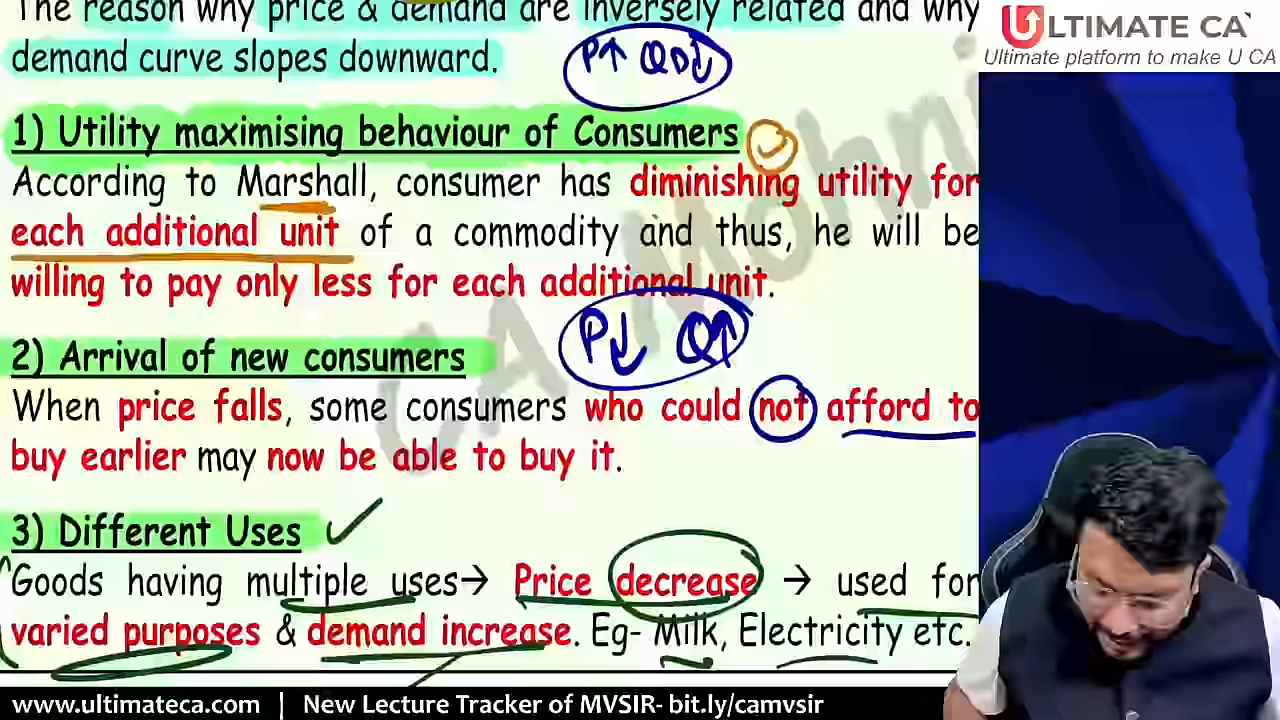 The reason why price & demand are inversely related and why
demand curve slopes downward.
P↑ QD↓
1) Utility maximising behaviour of Consumers
According to Marshall, consumer has diminishing utility for
each additional unit of a commodity and thus, he will be
willing to pay only less for each additional unit.
P↓ Q↑
2) Arrival of new consumers
When price falls, some consumers who could not afford to
buy earlier may now be able to buy it.
3) Different Uses
Goods having multiple uses→ Price decrease → used for
varied purposes & demand increase. Eg- Milk, Electricity etc.
ULTIMATE CA
Ultimate platform to make U CA
CA Mohni
www.ultimateca.com | New Lecture Tracker of MVSIR- bit.ly/camvsir